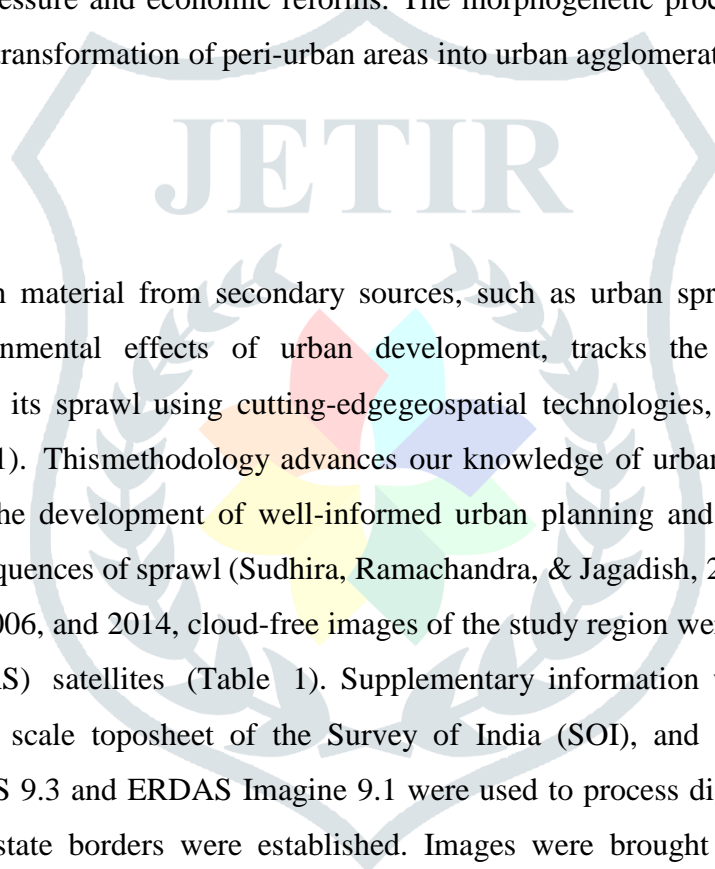 essure and economic reforms. The morphogenetic proc
transformation of peri-urban areas into urban agglomerat
JETIR
n material from secondary sources, such as urban spr
onmental effects of urban development, tracks the
its sprawl using cutting-edgegeospatial technologies,
1). Thismethodology advances our knowledge of urban
he development of well-informed urban planning and
quences of sprawl (Sudhira, Ramachandra, & Jagadish, 2
006, and 2014, cloud-free images of the study region wer
AS) satellites (Table 1). Supplementary information
scale toposheet of the Survey of India (SOI), and
S 9.3 and ERDAS Imagine 9.1 were used to process di
state borders were established. Images were brought